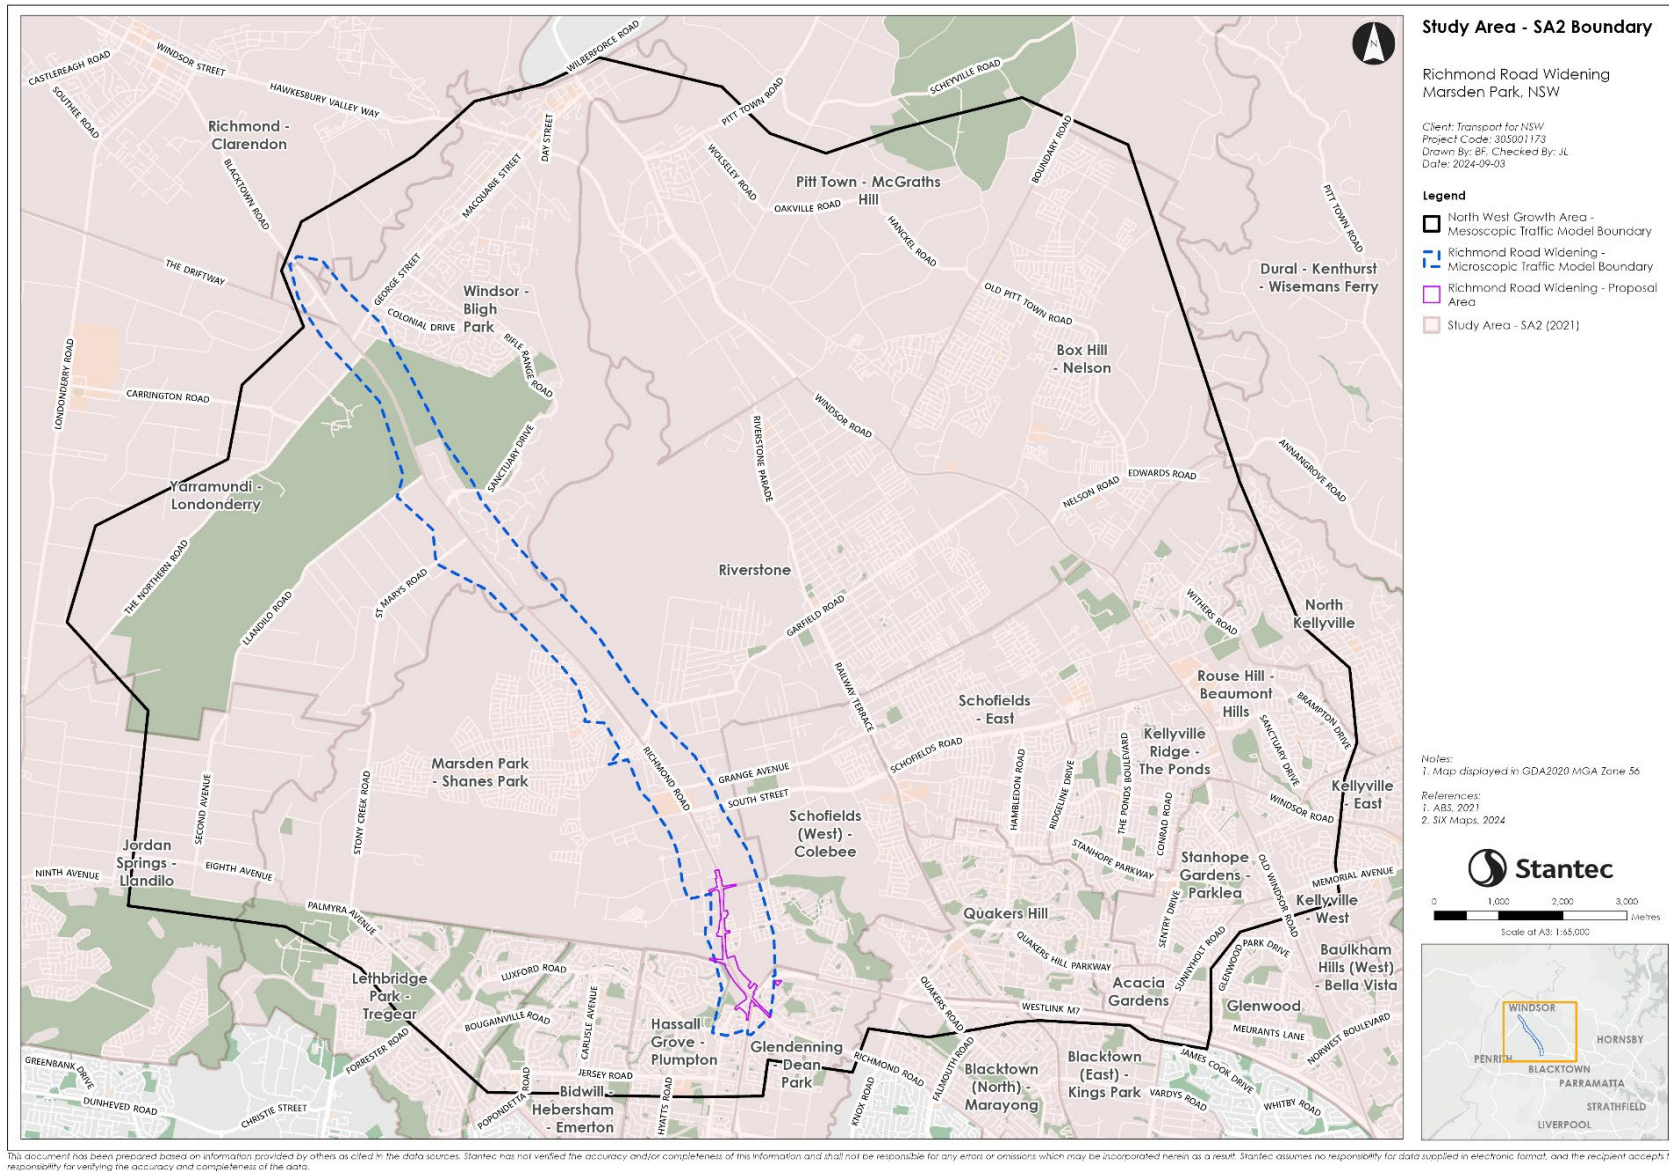 Study Area - SA2 Boundary
Richmond Road Widening
Marsden Park, NSW
Client: Transport for NSW
Project Code: 305001173
Drawn By: BF, Checked By: JL
Date: 2024-09-03
Legend
North West Growth Area -
Mesoscopic Traffic Model Boundary
Richmond Road Widening -
Microscopic Traffic Model Boundary
Richmond Road Widening - Proposal
Area
Study Area - SA2 (2021)
Notes:
1. Map displayed in GDA2020 MGA Zone 56
References:
1. ABS, 2021
2. SiX Maps, 2024
Stantec
0 1,000 2,000 3,000
Metres
Scale at A3: 1:65,000
WINDSOR
HORNSBY
PENRITH
BLACKTOWN
PARRAMATTA
STRATHFIELD
LIVERPOOL
N
CASTLEREAGH ROAD
WINDSOR STREET
SOUTHEE ROAD
HAWKESBURY VALLEY WAY
WILBERFORCE ROAD
Richmond -
Clarendon
BLACKTOWN ROAD
DAY STREET
MACQUARIE STREET
PITT TOWN ROAD
SCHEYVILLE ROAD
WOLSELEY ROAD
BOUNDARY ROAD
Pitt Town - McGraths
Hill
OAKVILLE ROAD
HANCKEL ROAD
PITT TOWN ROAD
THE DRIFTWAY
GEORGE STREET
Windsor -
Bligh
Park
COLONIAL DRIVE
RIFLE RANGE ROAD
OLD PITT TOWN ROAD
Dural - Kenthurst
- Wisemans Ferry
Box Hill
- Nelson
LONDONDERRY ROAD
CARRINGTON ROAD
WINDSOR ROAD
RIVERSTONE PARADE
SANCTUARY DRIVE
ANNANGROVE ROAD
EDWARDS ROAD
NELSON ROAD
Yarramundi -
Londonderry
THE NORTHERN ROAD
LLANDILO ROAD
ST MARYS ROAD
Riverstone
GARFIELD ROAD
WITHERS ROAD
North
Kellyville
RAILWAY TERRACE
Rouse Hill -
Beaumont
Hills
BRAMPTON DRIVE
SANCTUARY DRIVE
Schofields
- East
SCHOFIELDS ROAD
Kellyville
Ridge -
The Ponds
Marsden Park
- Shanes Park
RICHMOND ROAD
GRANGE AVENUE
SOUTH STREET
Kellyville
- East
WINDSOR ROAD
SECOND AVENUE
STONY CREEK ROAD
Schofields
(West) -
Colebee
HAMBLEDON ROAD
RIDGELINE DRIVE
THE PONDS BOULEVARD
CONRAD ROAD
STANHOPE PARKWAY
Stanhope
Gardens -
Parklea
OLD WINDSOR ROAD
MEMORIAL AVENUE
Jordan
Springs -
Llandilo
NINTH AVENUE
EIGHTH AVENUE
PALMYRA AVENUE
Kellyville
- West
Quakers Hill
QUAKERS HILL PARKWAY
SENTRY DRIVE
SUNNYHOLT ROAD
GLENWOOD PARK DRIVE
Baulkham
Hills (West)
- Bella Vista
Lethbridge
Park -
Tregear
LUXFORD ROAD
BOUGAINVILLE ROAD
CARLISLE AVENUE
Acacia
Gardens
Glenwood
QUAKERS ROAD
WESTLINK M7
MEURANTS LANE
NORWEST BOULEVARD
Hassall
Grove -
Plumpton
Glendenning
- Dean
Park
FORRESTER ROAD
JERSEY ROAD
RICHMOND ROAD
FALMOUTH ROAD
KNOX ROAD
Blacktown
(North) -
Marayong
Blacktown
(East) -
Kings Park
JAMES COOK DRIVE
VARDYS ROAD
WHITBY ROAD
GREENBANK DRIVE
DUNHEVED ROAD
CHRISTIE STREET
POPONDETTA ROAD
Bidwill -
Hebersham
- Emerton
HYATTS ROAD
This document has been prepared based on information provided by others as cited in the data sources. Stantec has not verified the accuracy and/or completeness of this information and shall not be responsible for any errors or omissions which may be incorporated herein as a result. Stantec assumes no responsibility for data supplied in electronic format, and the recipient accepts
responsibility for verifying the accuracy and completeness of the data.